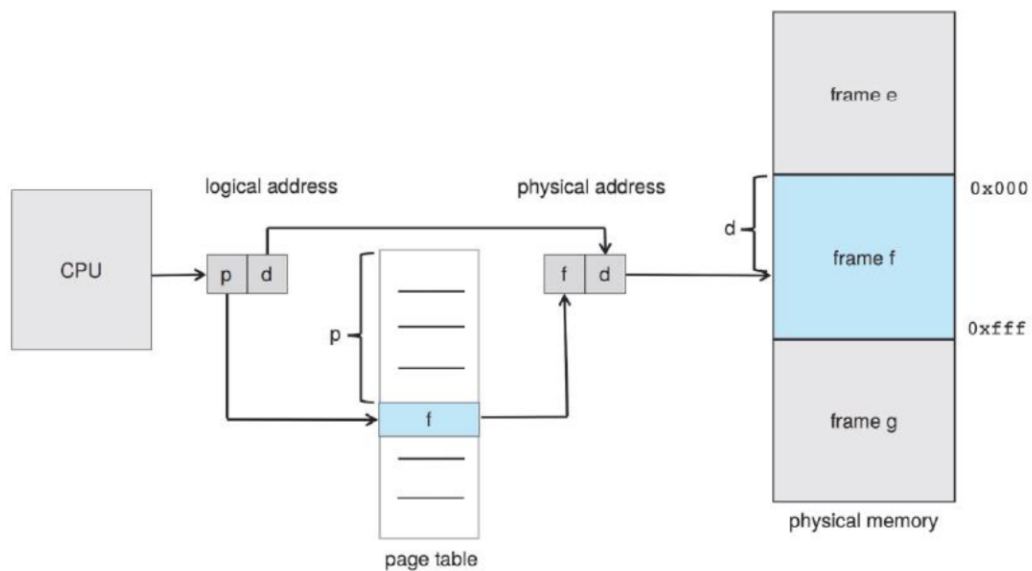 frame e
logical address
physical address
0x000
d
CPU
p
d
f
d
frame f
p
0xfff
f
frame g
physical memory
page table